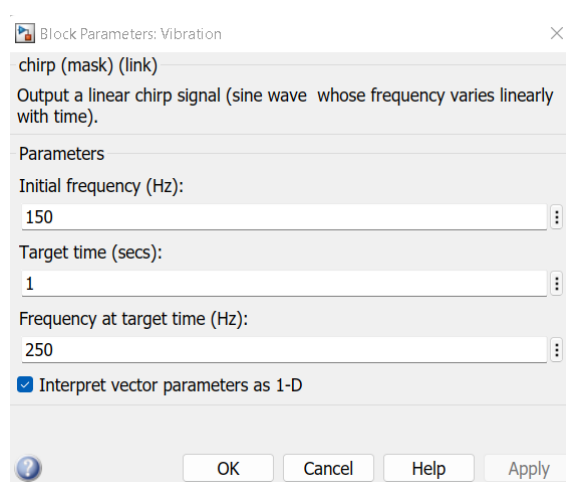 Block Parameters: Vibration
chirp (mask) (link)
Output a linear chirp signal (sine wave  whose frequency varies linearly
with time).
Parameters
Initial frequency (Hz):
150
Target time (secs):
1
Frequency at target time (Hz):
250
Interpret vector parameters as 1-D
OK Cancel Help Apply